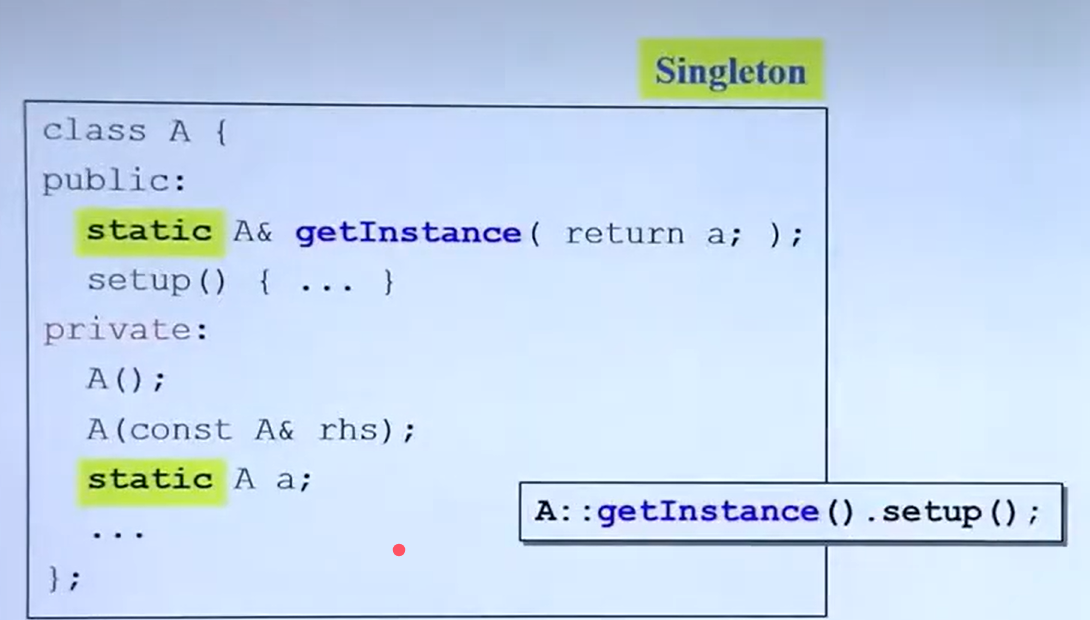 Singleton
class A {
public:
static A& getInstance( return a; );
setup() { ... }
private:
A();
A(const A& rhs);
static A a;
...
};
A::getInstance().setup();